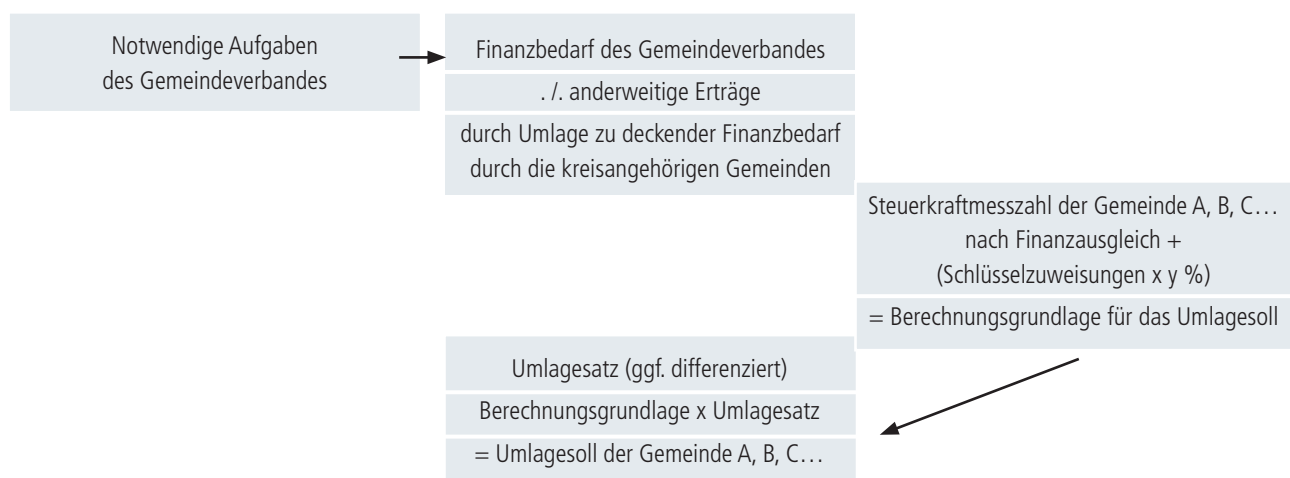 Notwendige Aufgaben
des Gemeindeverbandes
Finanzbedarf des Gemeindeverbandes
. /. anderweitige Erträge
durch Umlage zu deckender Finanzbedarf
durch die kreisangehörigen Gemeinden
Steuerkraftmesszahl der Gemeinde A, B, C…
nach Finanzausgleich +
(Schlüsselzuweisungen x y %)
= Berechnungsgrundlage für das Umlagesoll
Umlagesatz (ggf. differenziert)
Berechnungsgrundlage x Umlagesatz
= Umlagesoll der Gemeinde A, B, C…